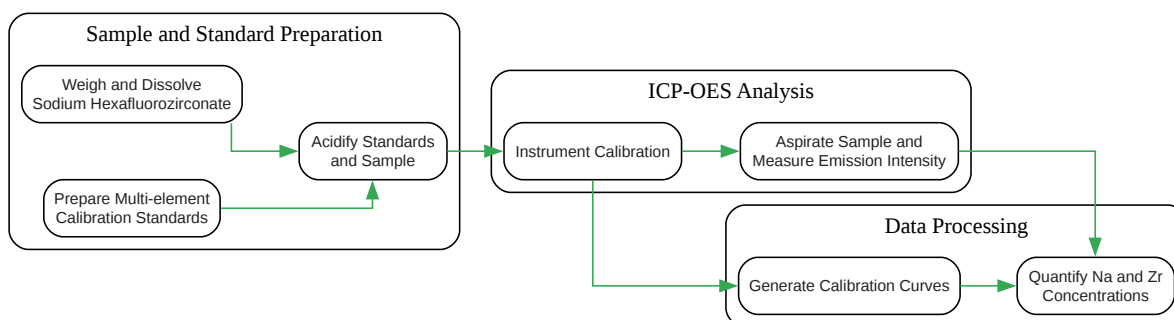 Sample and Standard Preparation
Weigh and Dissolve
Sodium Hexafluorozirconate
Acidify Standards
and Sample
Prepare Multi-element
Calibration Standards
ICP-OES Analysis
Instrument Calibration
Aspirate Sample and
Measure Emission Intensity
Data Processing
Generate Calibration Curves
Quantify Na and Zr
Concentrations